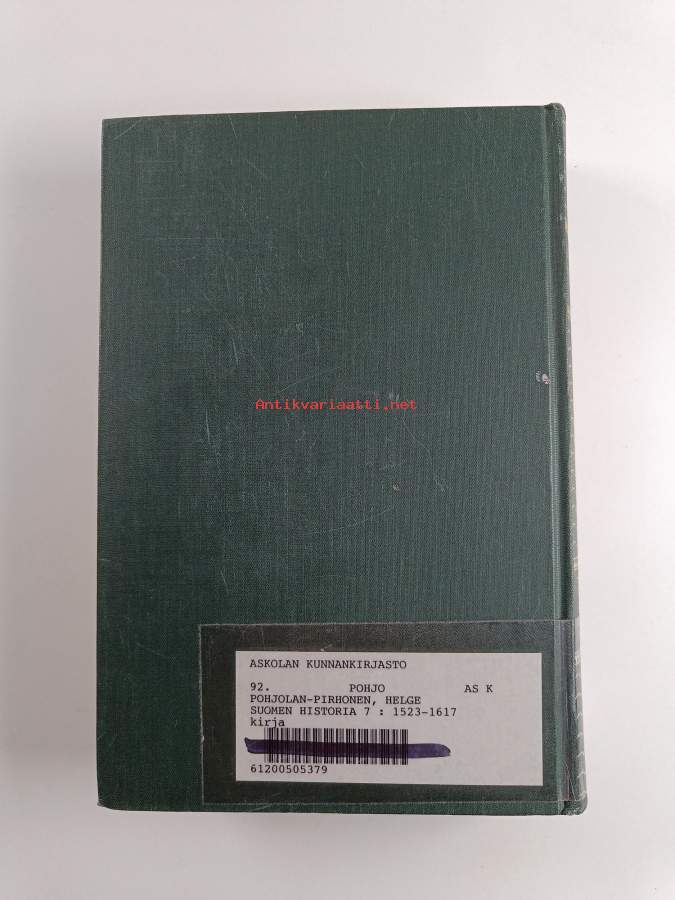 Antikvariaatti.net
ASKOLAN KUNNANKIRJASTO
92. POHJO AS K
POHJOLAN-PIRHONEN, HELGE
SUOMEN HISTORIA 7 : 1523-1617
kirja
61200505379